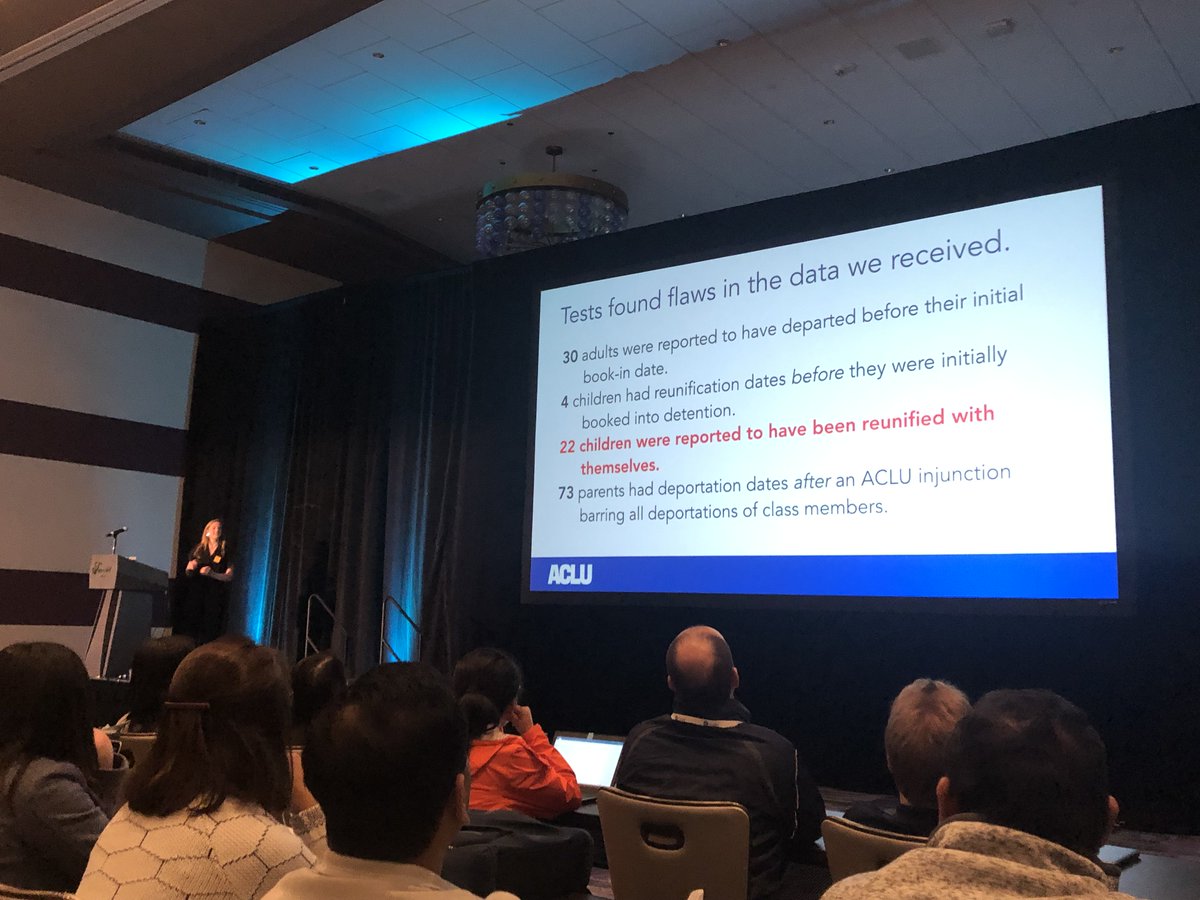 Tests found flaws in the data we received.
30 adults were reported to have departed before their initial
book-in date.
4 children had reunification dates before they were initially
booked into detention.
22 children were reported to have been reunified with
themselves.
73 parents had deportation dates after an ACLU injunction
barring all deportations of class members.
ACLU